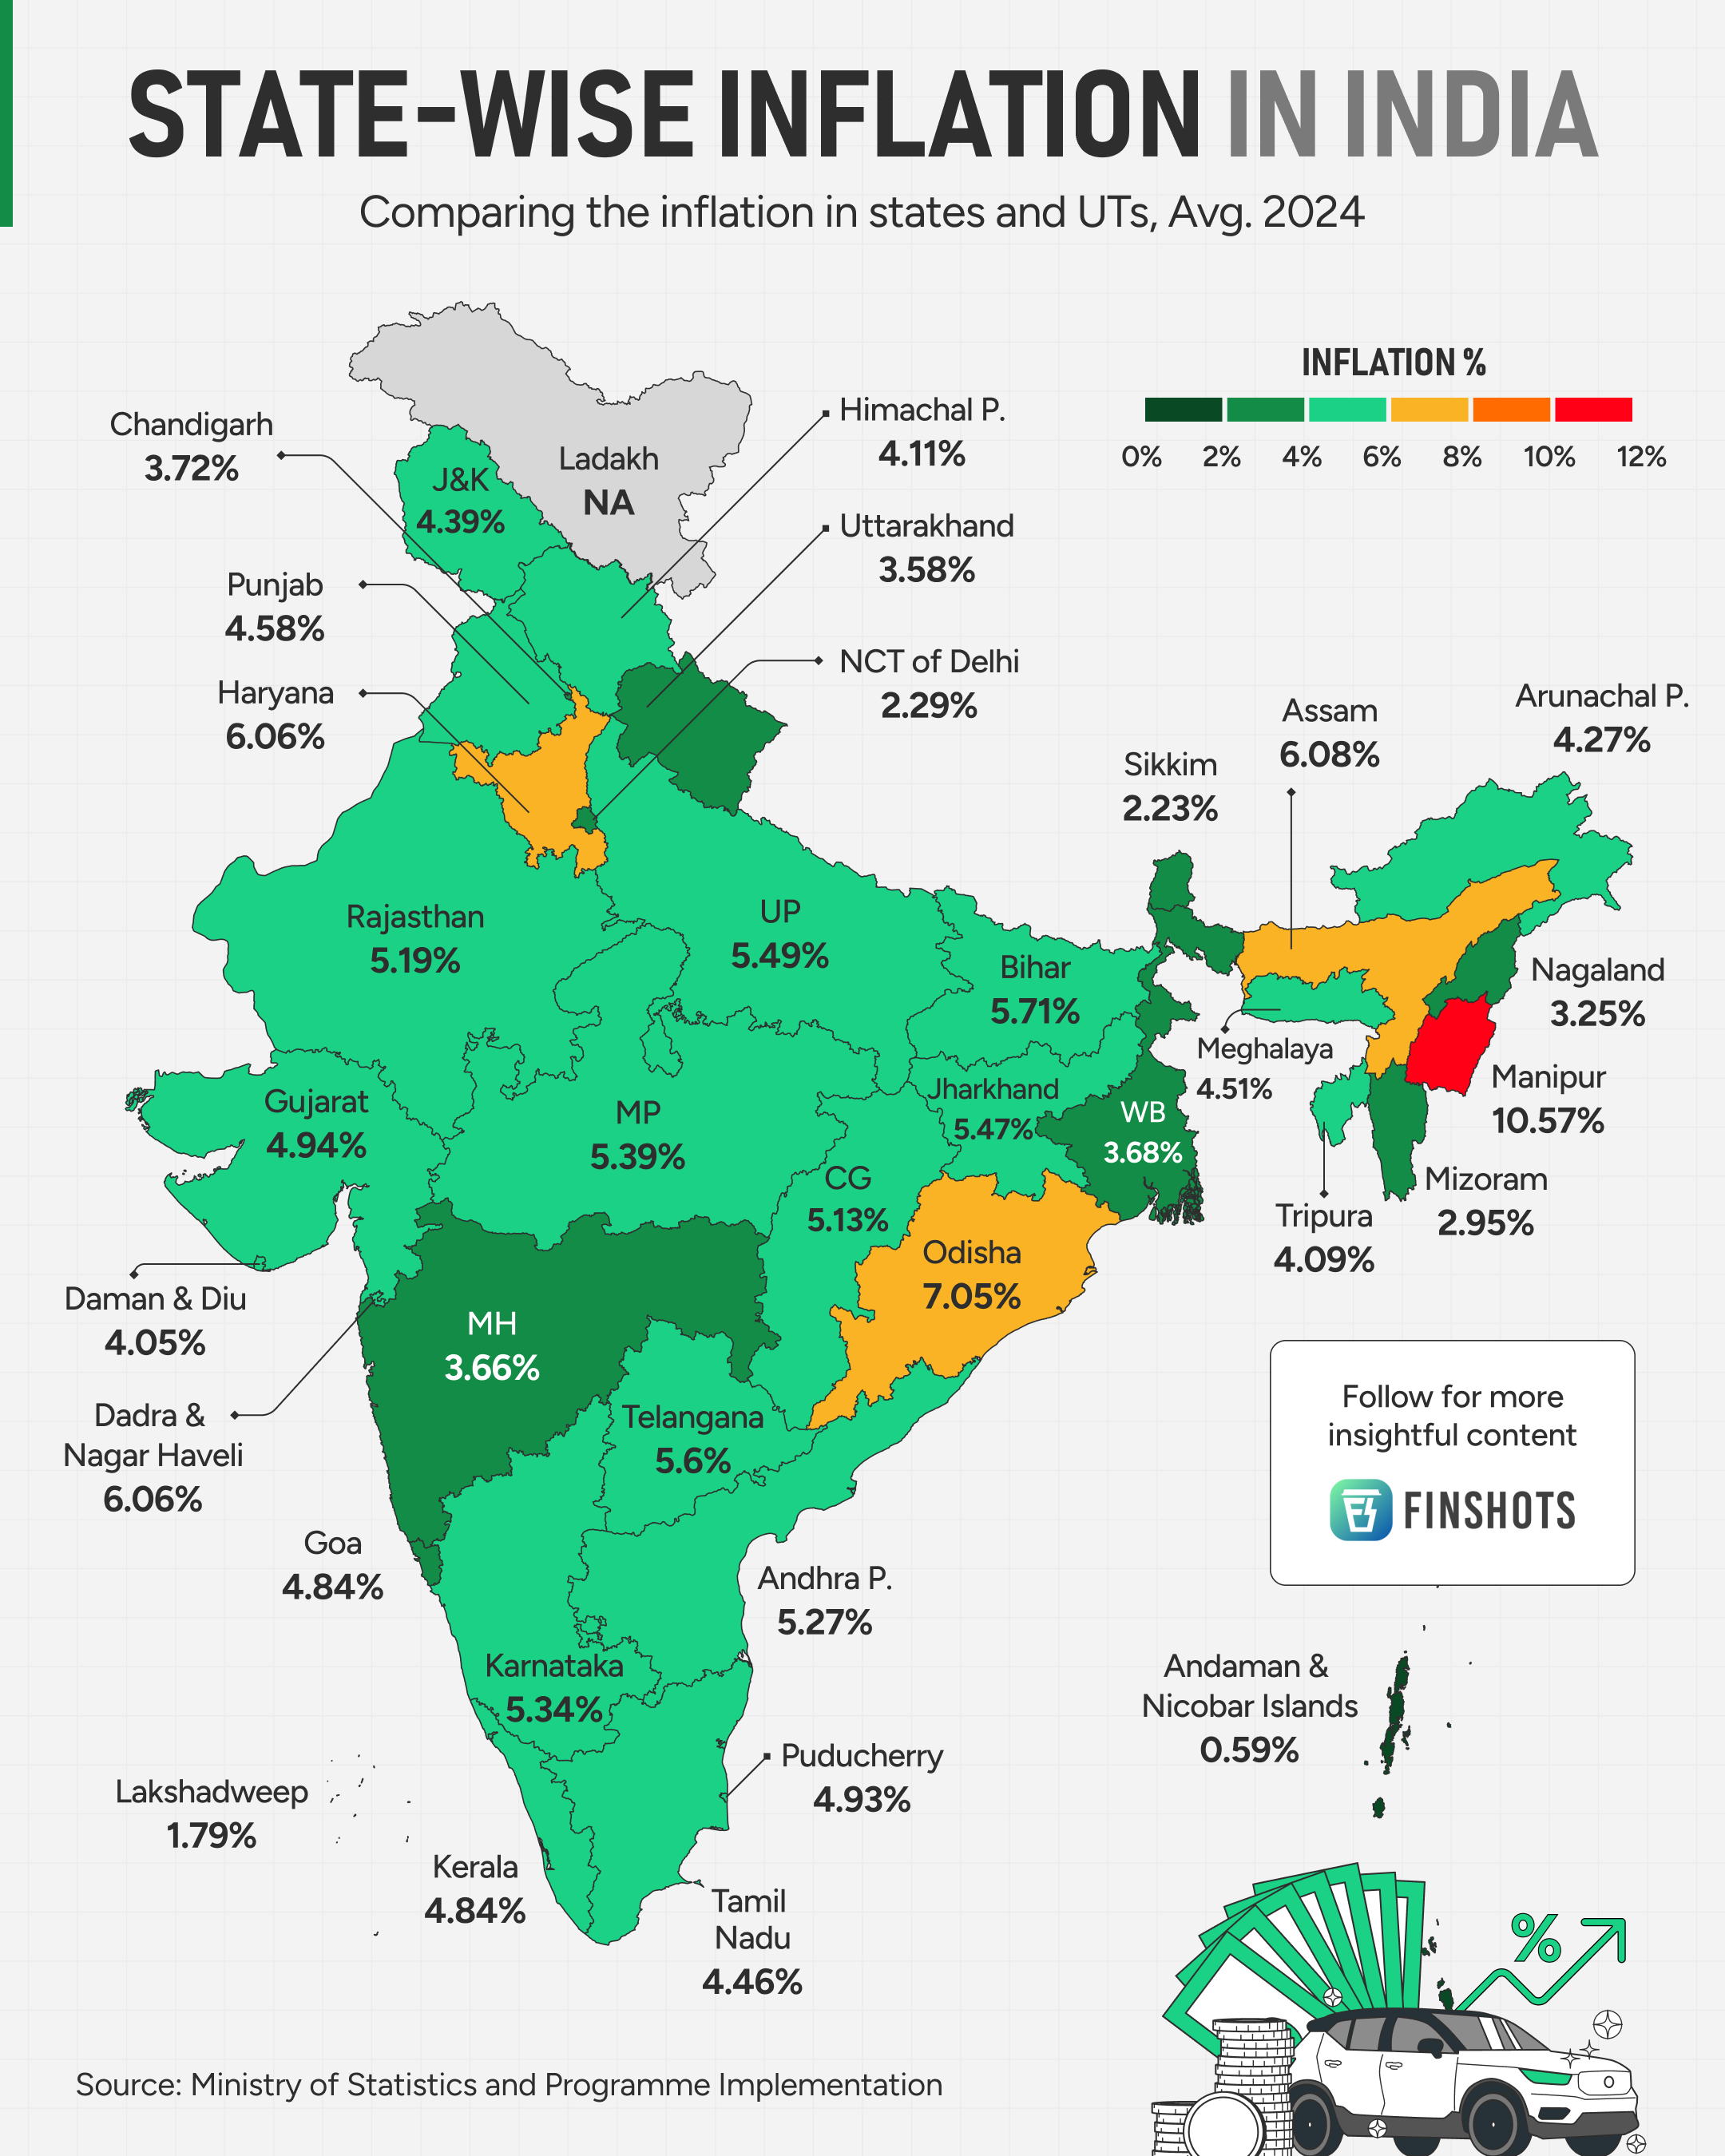 STATE-WISE INFLATION IN INDIA
Comparing the inflation in states and UTs, Avg. 2024
INFLATION %
0% 2% 4% 6% 8% 10% 12%
Chandigarh
3.72%
Himachal P.
4.11%
Ladakh
NA
J&K
4.39%
Uttarakhand
3.58%
Punjab
4.58%
NCT of Delhi
2.29%
Haryana
6.06%
Arunachal P.
4.27%
Assam
6.08%
Sikkim
2.23%
Rajasthan
5.19%
UP
5.49%
Bihar
5.71%
Nagaland
3.25%
Meghalaya
4.51%
Manipur
10.57%
Gujarat
4.94%
MP
5.39%
Jharkhand
5.47%
WB
3.68%
CG
5.13%
Mizoram
2.95%
Tripura
4.09%
Odisha
7.05%
Daman & Diu
4.05%
MH
3.66%
Dadra &
Nagar Haveli
6.06%
Telangana
5.6%
Follow for more
insightful content
FINSHOTS
Goa
4.84%
Andhra P.
5.27%
Karnataka
5.34%
Andaman &
Nicobar Islands
0.59%
Puducherry
4.93%
Lakshadweep
1.79%
Kerala
4.84%
Tamil
Nadu
4.46%
%
Source: Ministry of Statistics and Programme Implementation